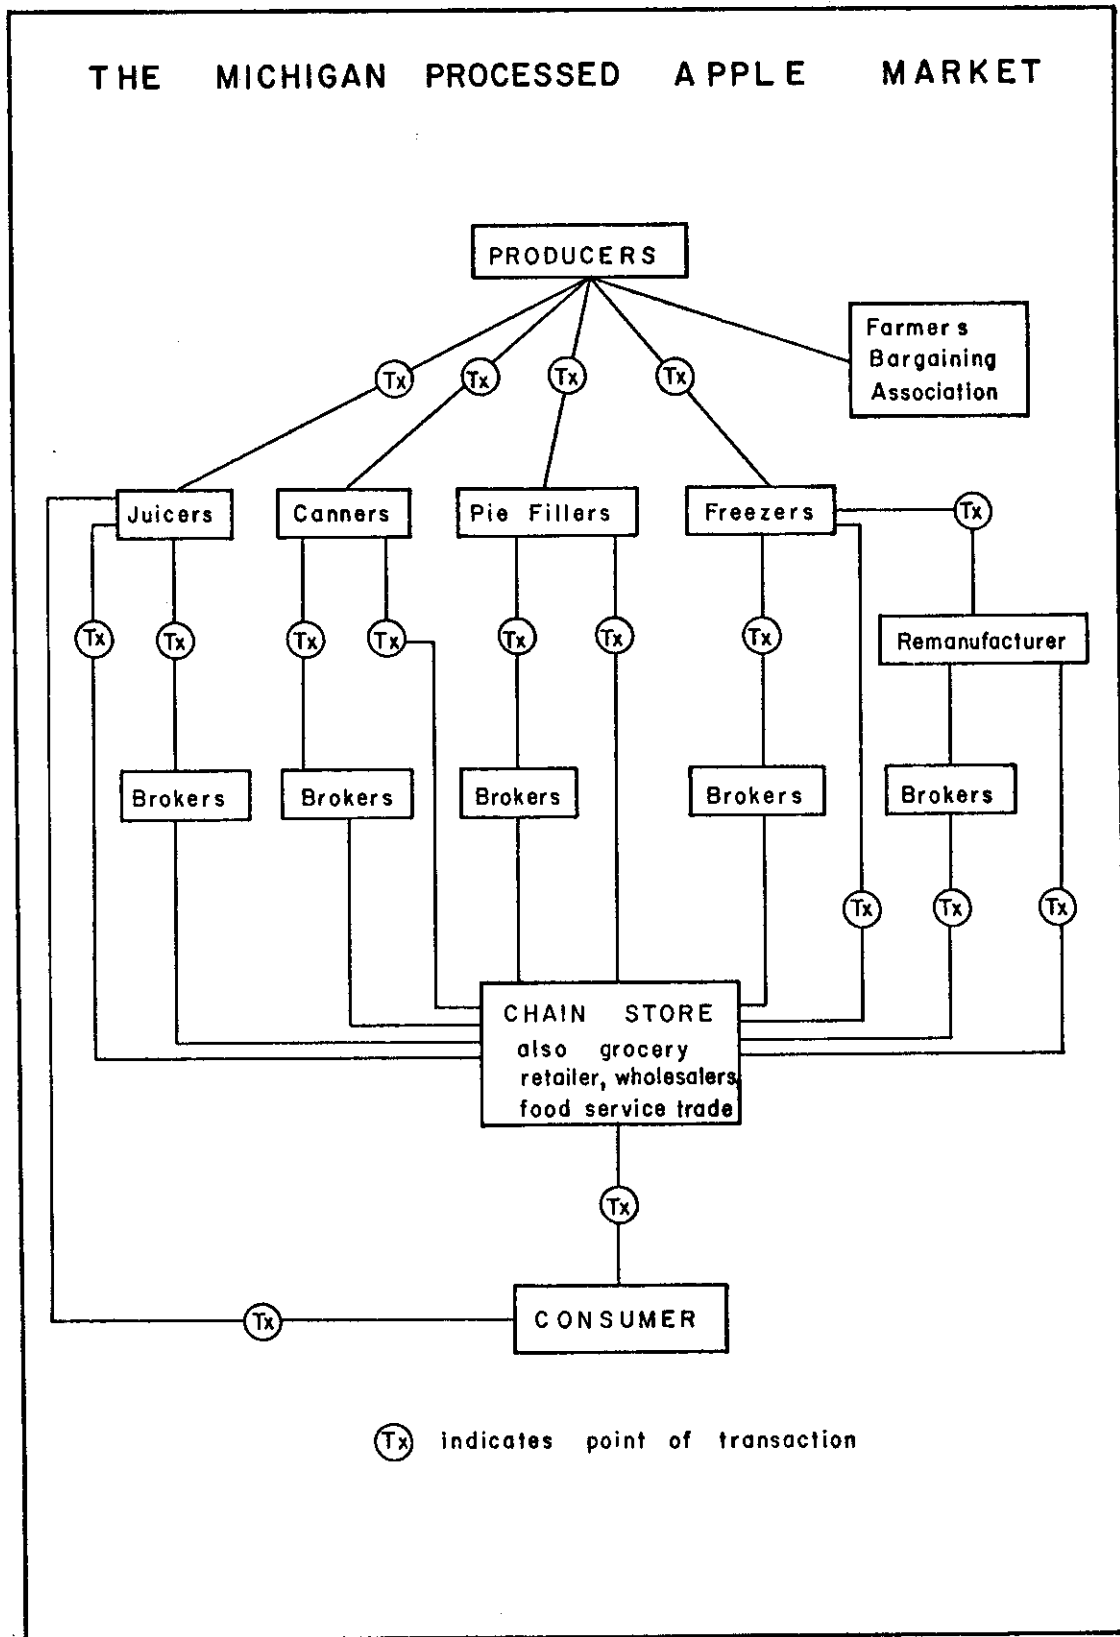 THE MICHIGAN PROCESSED APPLE MARKET
PRODUCERS
Farmers
Bargaining
Association
Tx
Tx
Tx
Tx
Juicers
Canners
Pie Fillers
Freezers
Tx
Tx
Tx
Tx
Tx
Tx
Tx
Tx
Remanufacturer
Brokers
Brokers
Brokers
Brokers
Brokers
Tx
Tx
Tx
CHAIN STORE
also grocery
retailer, wholesalers
food service trade
Tx
CONSUMER
Tx
Tx indicates point of transaction